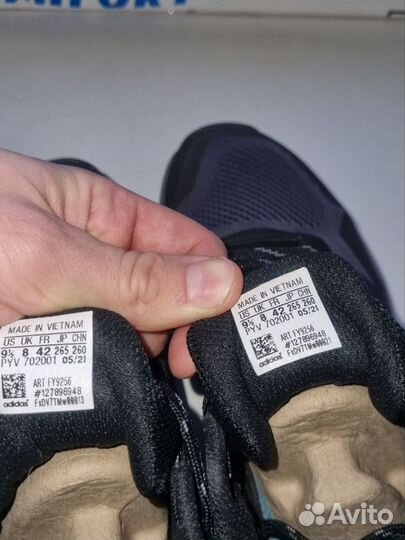 MADE IN VIETNAM
US UK FR JP CHN
9½ 8 42 265 260
PYV 702001 05/21
ART FY9256
#127896948
adidas
MADE IN VIETNAM
US UK FR JP CHN
9½ 8 42 265 260
PYV 702001 05/21
ART FY9256
#127896948
adidas
Avito